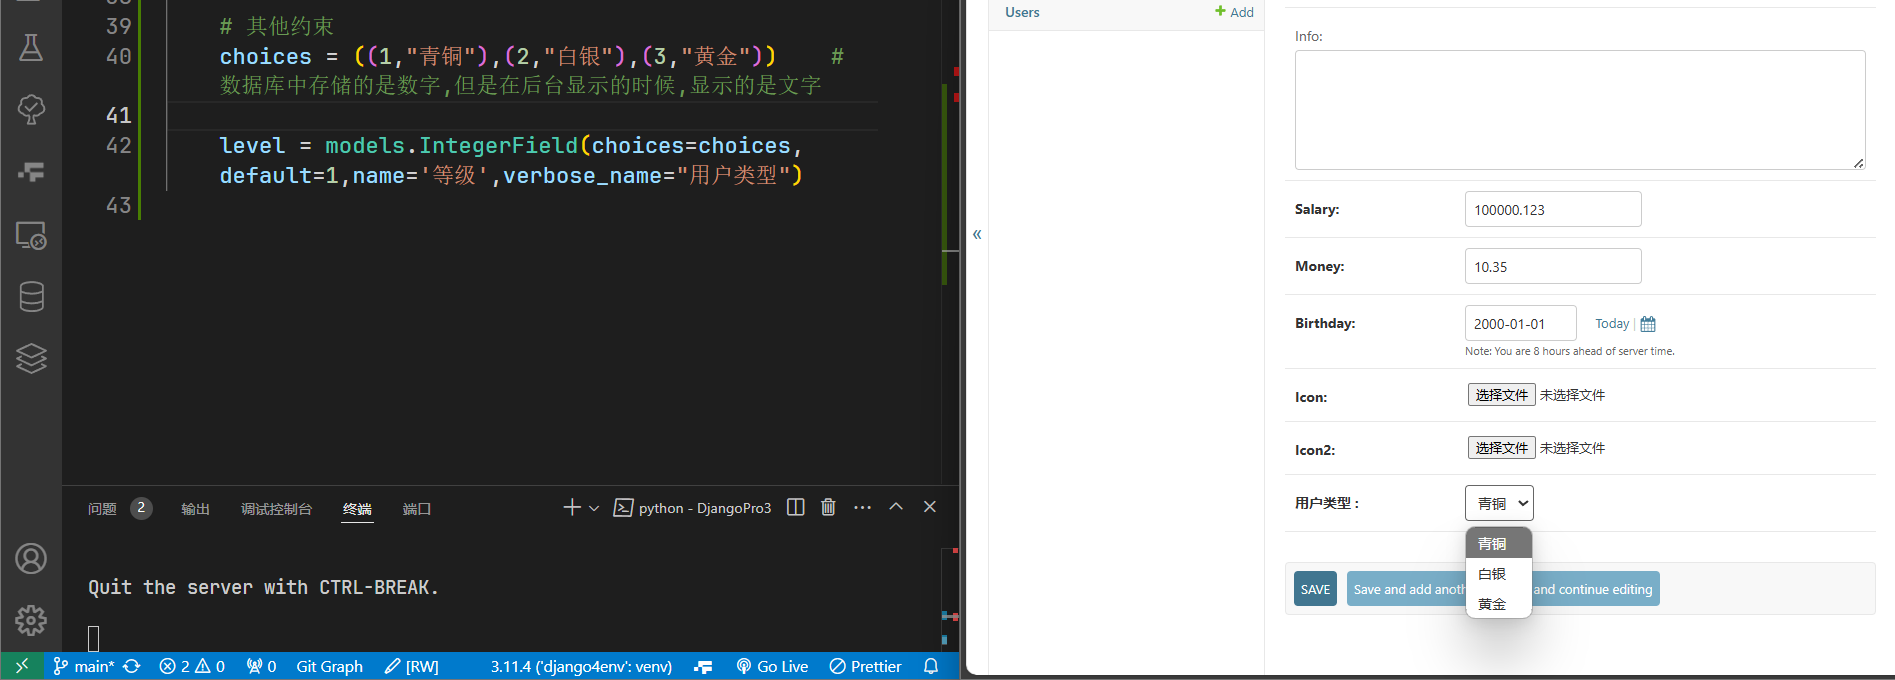 39 # 其他约束
40 choices = ((1,"青铜"),(2,"白银"),(3,"黄金")) #
数据库中存储的是数字,但是在后台显示的时候,显示的是文字
41
42 level = models.IntegerField(choices=choices,
default=1,name='等级',verbose_name="用户类型")
43
问题 2 输出 调试控制台 终端 端口 python - DjangoPro3
Quit the server with CTRL-BREAK.
main* 2 0 0 Git Graph [RW] 3.11.4 ('django4env': venv) Go Live Prettier
Users + Add
«
Info:
Salary: 100000.123
Money: 10.35
Birthday: 2000-01-01 Today |
Note: You are 8 hours ahead of server time.
Icon: 选择文件 未选择文件
Icon2: 选择文件 未选择文件
用户类型: 青铜
青铜
白银
黄金
SAVE Save and add anoth and continue editing